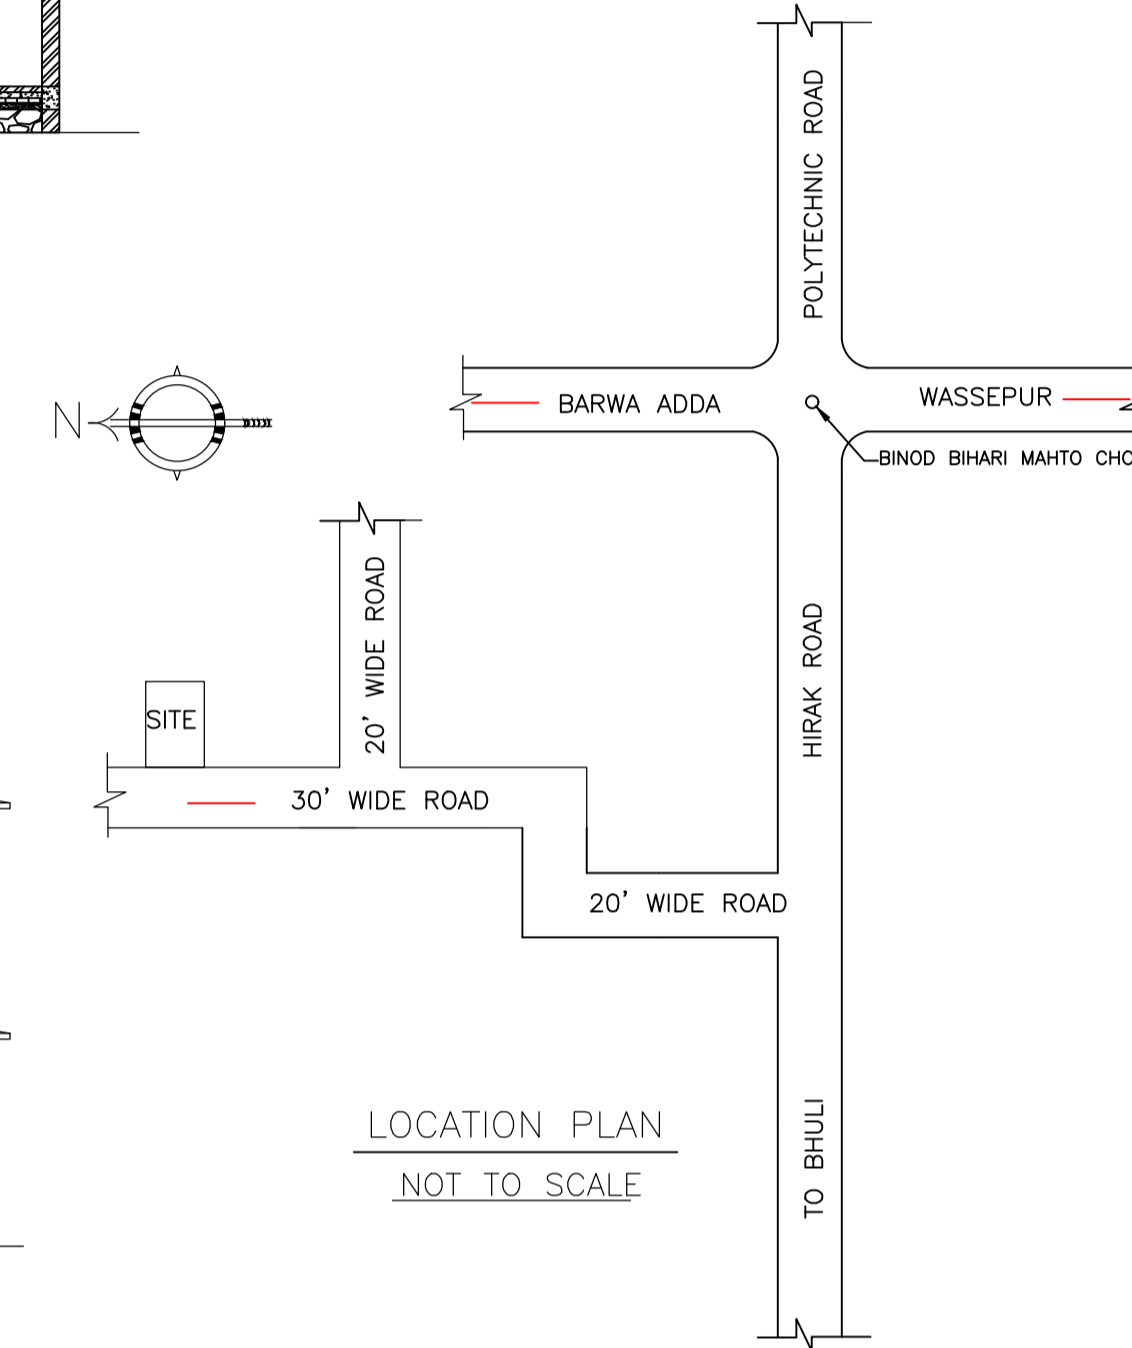 POLYTECHNIC ROAD
BARWA ADDA
WASSEPUR
N
BINOD BIHARI MAHTO CHO
20' WIDE ROAD
HIRAK ROAD
SITE
30' WIDE ROAD
20' WIDE ROAD
TO BHULI
LOCATION PLAN
NOT TO SCALE